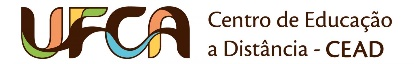 UFCA
Centro de Educação
a Distância - CEAD